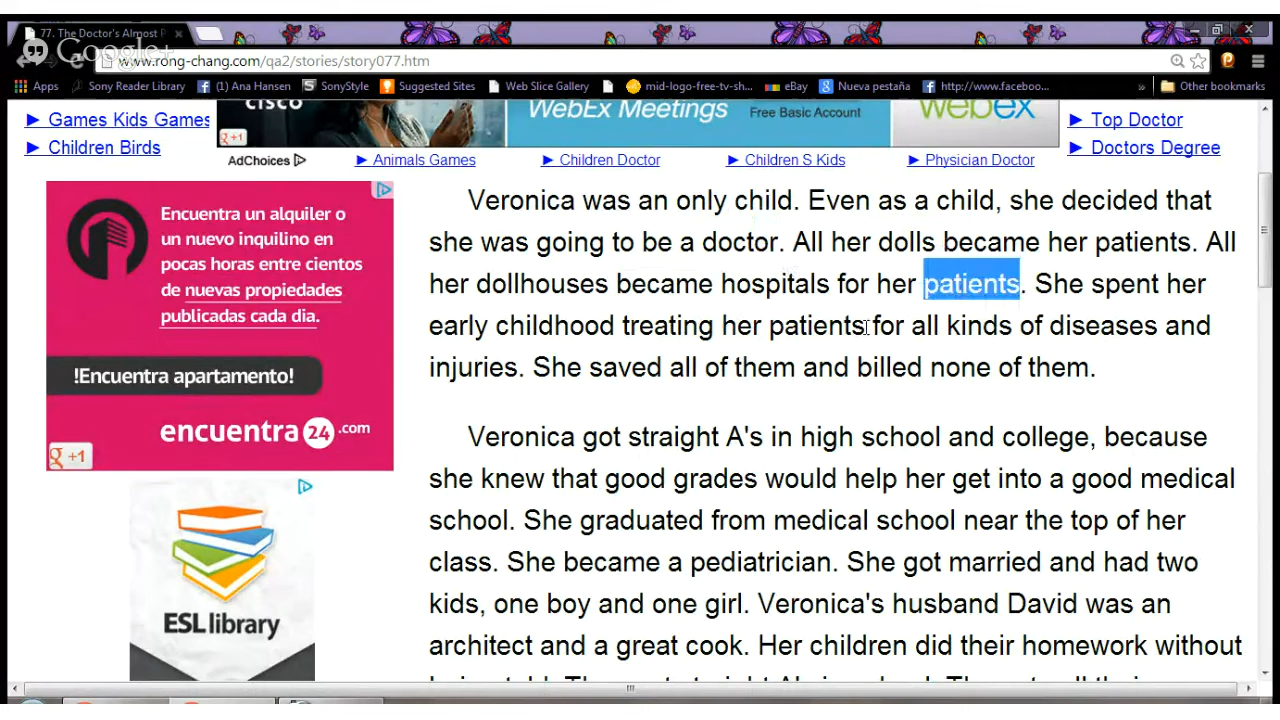 77. The Doctor's Almost P
Google+
www.rong-chang.com/qa2/stories/story077.htm
Apps Sony Reader Library (1) Ana Hansen SonyStyle Suggested Sites Web Slice Gallery mid-logo-free-tv-sh... eBay Nueva pestaña http://www.faceboo... » Other bookmarks
► Games Kids Games
► Children Birds
CISCO
+1
WebEx Meetings Free Basic Account
webex
► Top Doctor
► Doctors Degree
AdChoices ► Animals Games ► Children Doctor ► Children S Kids ► Physician Doctor
Encuentra un alquiler o
un nuevo inquilino en
pocas horas entre cientos
de nuevas propiedades
publicadas cada dia.
!Encuentra apartamento!
encuentra24.com
g +1
ESL library
Veronica was an only child. Even as a child, she decided that
she was going to be a doctor. All her dolls became her patients. All
her dollhouses became hospitals for her patients. She spent her
early childhood treating her patients for all kinds of diseases and
injuries. She saved all of them and billed none of them.
Veronica got straight A's in high school and college, because
she knew that good grades would help her get into a good medical
school. She graduated from medical school near the top of her
class. She became a pediatrician. She got married and had two
kids, one boy and one girl. Veronica's husband David was an
architect and a great cook. Her children did their homework without